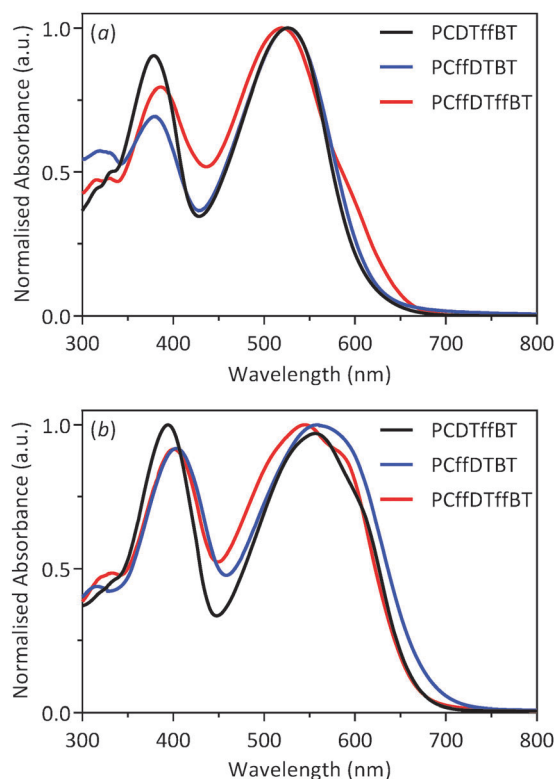 (a)
PCDTffBT
PCffDTBT
PCffDTffBT
Normalised Absorbance (a.u.)
1.0
0.5
0.0
300 400 500 600 700 800
Wavelength (nm)
(b)
PCDTffBT
PCffDTBT
PCffDTffBT
Normalised Absorbance (a.u.)
1.0
0.5
0.0
300 400 500 600 700 800
Wavelength (nm)